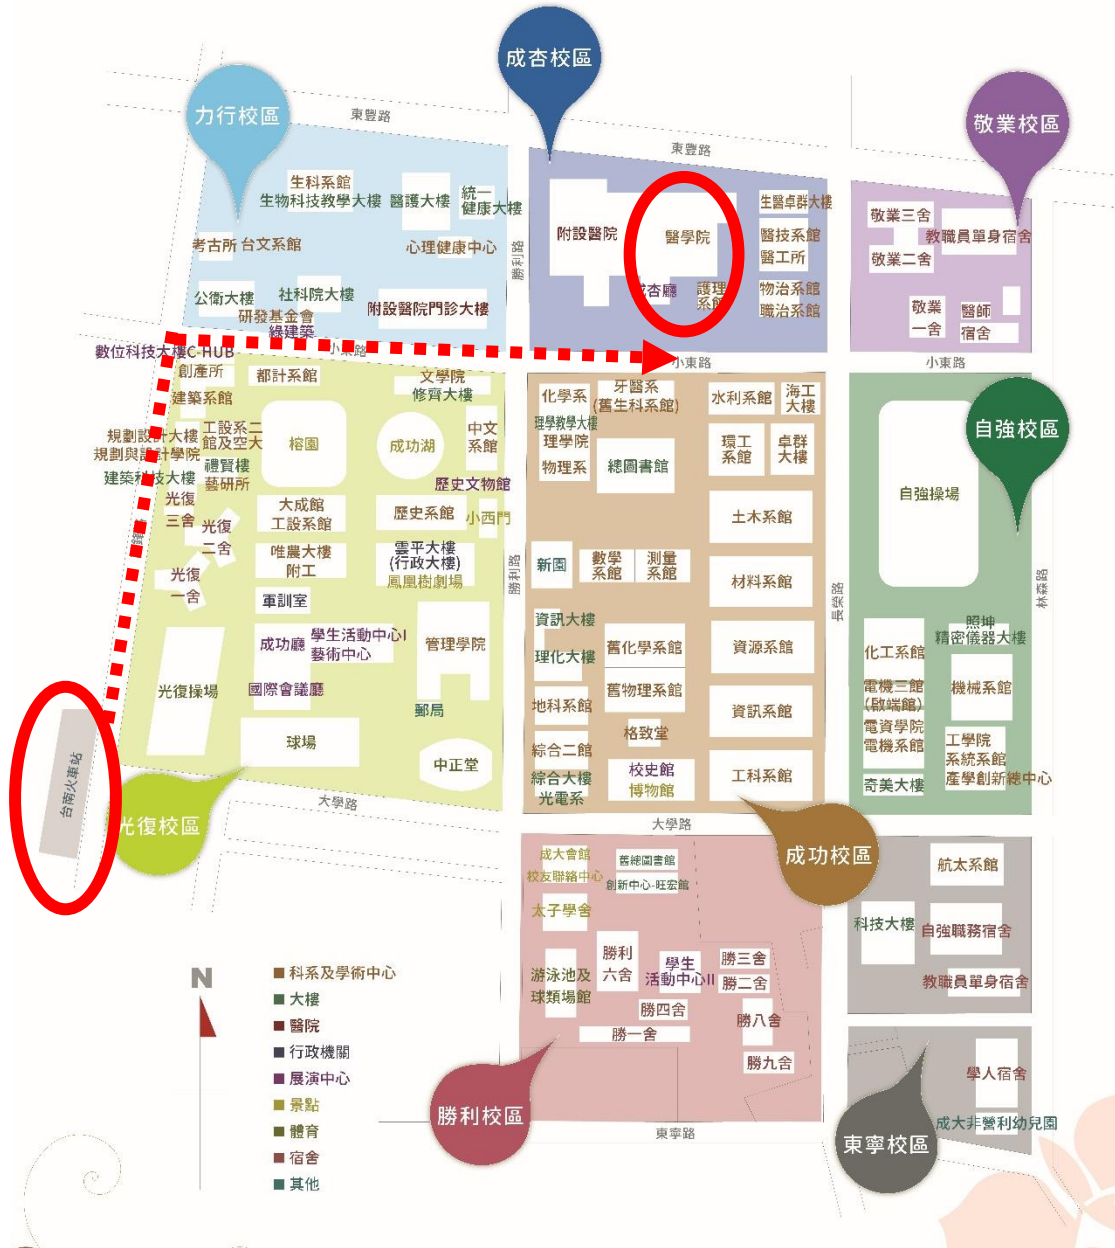 成杏校區
力行校區
敬業校區
東豐路
東豐路
生科系館
生物科技教學大樓
醫護大樓
統一
健康大樓
考古所
台文系館
心理健康中心
公衛大樓
社科院大樓
研發基金會
綠建築
附設醫院門診大樓
勝利路
附設醫院
醫學院
成杏廳
護理
系館
生醫卓群大樓
醫技系館
醫工所
物治系館
職治系館
敬業三舍
教職員單身宿舍
敬業二舍
敬業
一舍
醫師
宿舍
小東路
小東路
小東路
數位科技大樓C-HUB
創產所
建築系館
都計系館
文學院
修齊大樓
規劃設計大樓
規劃與設計學院
工設系二
館及空大
榕園
成功湖
中文
系館
建築科技大樓
禮賢樓
藝研所
歷史文物館
光復
三舍
光復
二舍
大成館
工設系館
歷史系館
小西門
光復
一舍
唯農大樓
附工
雲平大樓
(行政大樓)
鳳凰樹劇場
軍訓室
成功廳
學生活動中心I
藝術中心
管理學院
光復操場
國際會議廳
郵局
球場
中正堂
台南火車站
光復校區
大學路
勝利路
化學系
牙醫系
(舊生科系館)
水利系館
海工
大樓
理學教學大樓
理學院
物理系
總圖書館
環工
系館
卓群
大樓
土木系館
新園
數學
系館
測量
系館
材料系館
資訊大樓
理化大樓
舊化學系館
資源系館
舊物理系館
地科系館
資訊系館
格致堂
綜合二館
綜合大樓
光電系
校史館
博物館
工科系館
成功校區
大學路
長榮路
自強校區
自強操場
林森路
照坤
精密儀器大樓
化工系館
電機三館
(啟端館)
機械系館
電資學院
電機系館
工學院
系統系館
產學創新總中心
奇美大樓
成大會館
校友聯絡中心
舊總圖書館
創新中心-旺宏館
太子學舍
游泳池及
球類場館
勝利
六舍
學生
活動中心II
勝三舍
勝二舍
勝四舍
勝八舍
勝一舍
勝九舍
勝利校區
東寧路
航太系館
科技大樓
自強職務宿舍
教職員單身宿舍
學人宿舍
成大非營利幼兒園
東寧校區
N
科系及學術中心
大樓
醫院
行政機關
展演中心
景點
體育
宿舍
其他